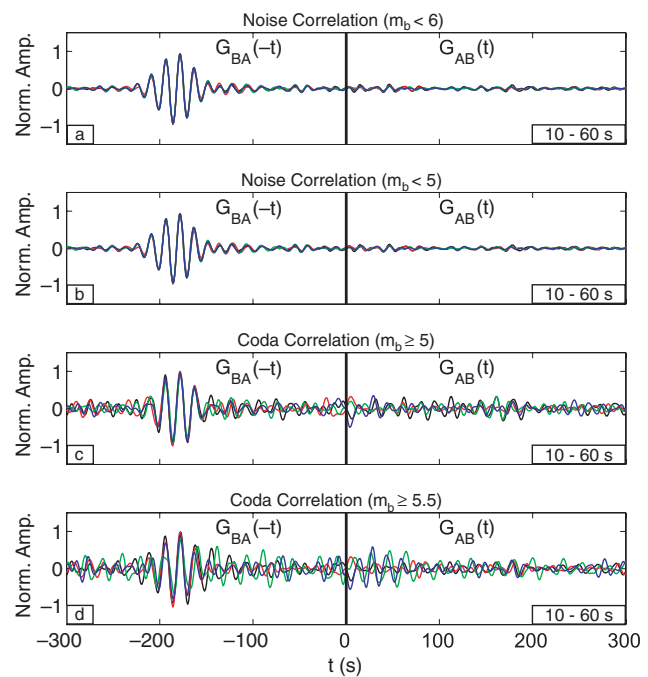 Noise Correlation (m_b < 6)
G_BA(–t) G_AB(t)
Norm. Amp.
1
0
–1
a
10 - 60 s
Noise Correlation (m_b < 5)
G_BA(–t) G_AB(t)
Norm. Amp.
1
0
–1
b
10 - 60 s
Coda Correlation (m_b ≥ 5)
G_BA(–t) G_AB(t)
Norm. Amp.
1
0
–1
c
10 - 60 s
Coda Correlation (m_b ≥ 5.5)
G_BA(–t) G_AB(t)
Norm. Amp.
1
0
–1
d
10 - 60 s
–300 –200 –100 0 100 200 300
t (s)